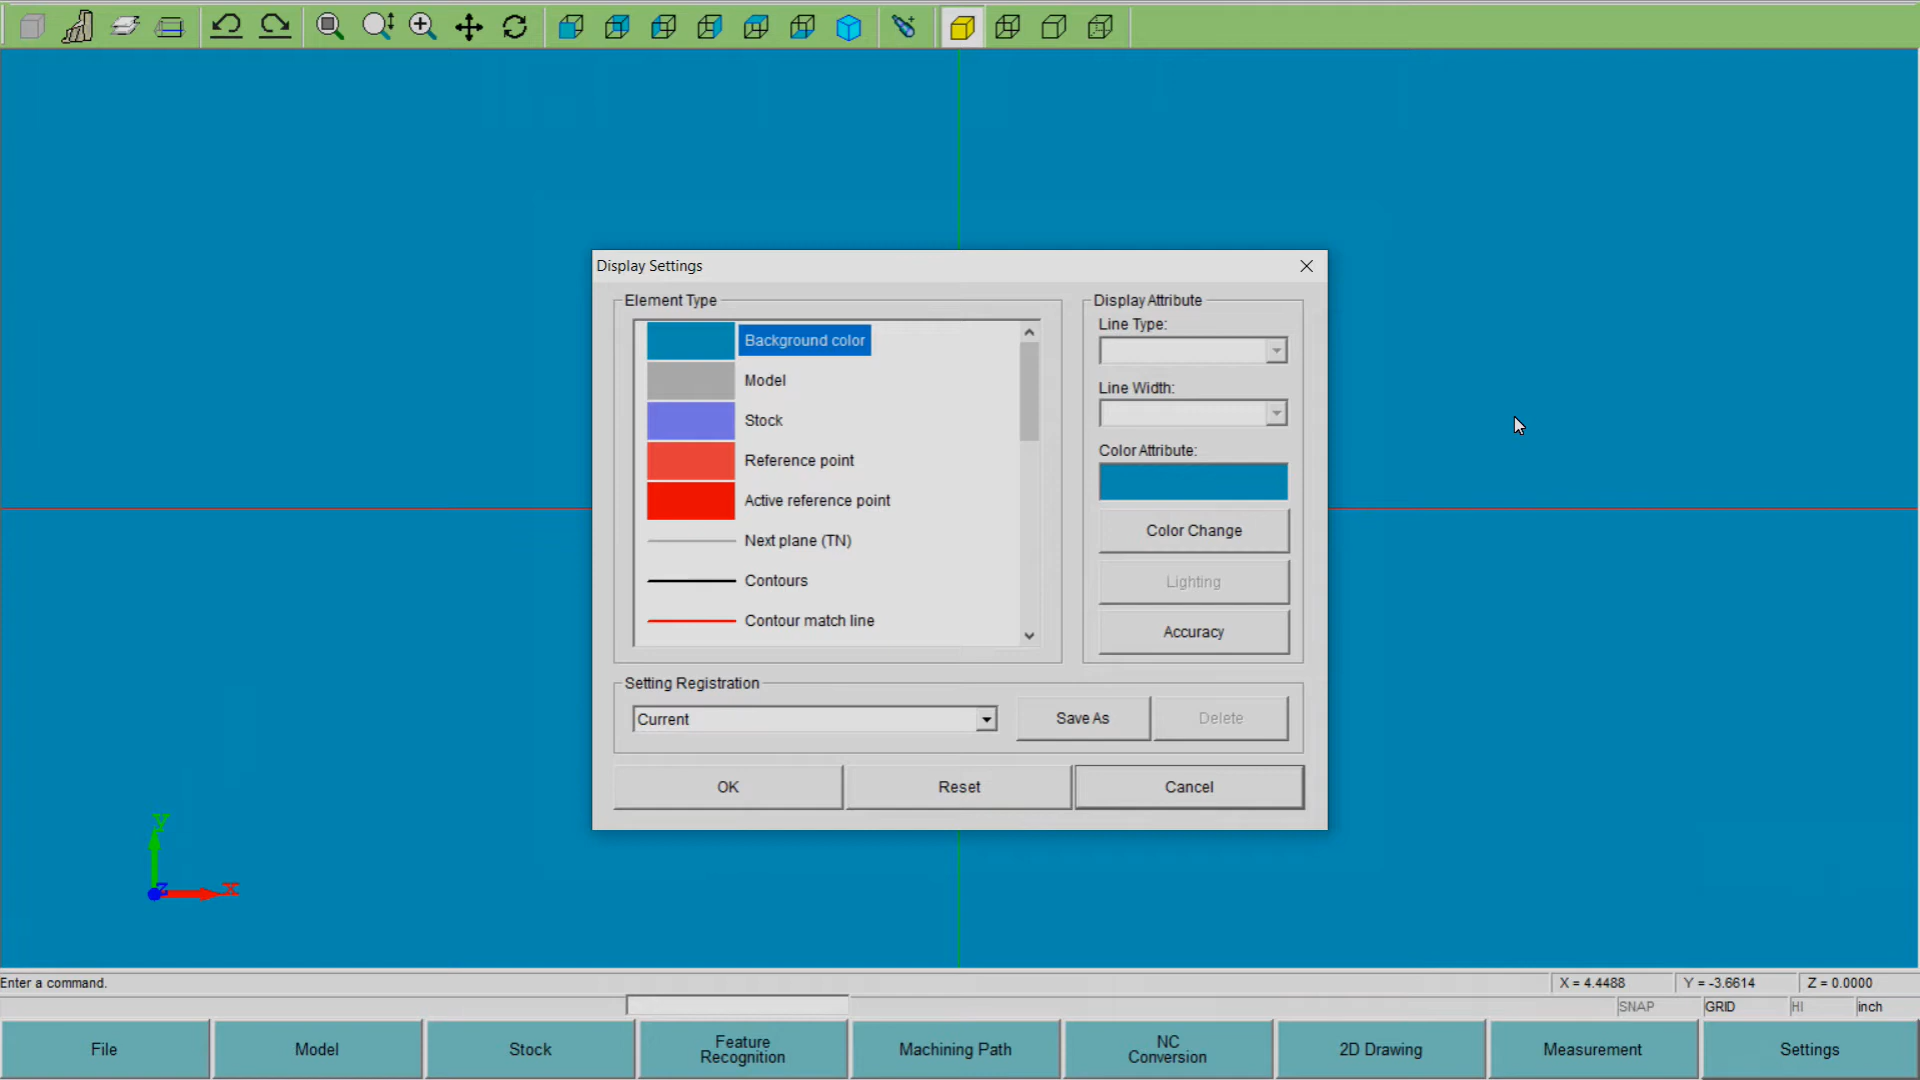 Display Settings
Element Type
Background color
Model
Stock
Reference point
Active reference point
Next plane (TN)
Contours
Contour match line
Display Attribute
Line Type:
Line Width:
Color Attribute:
Color Change
Lighting
Accuracy
Setting Registration
Current
Save As
Delete
OK
Reset
Cancel
Y
Z
X
Enter a command.
X = 4.4488
Y = -3.6614
Z = 0.0000
SNAP
GRID
HI
inch
File
Model
Stock
Feature
Recognition
Machining Path
NC
Conversion
2D Drawing
Measurement
Settings